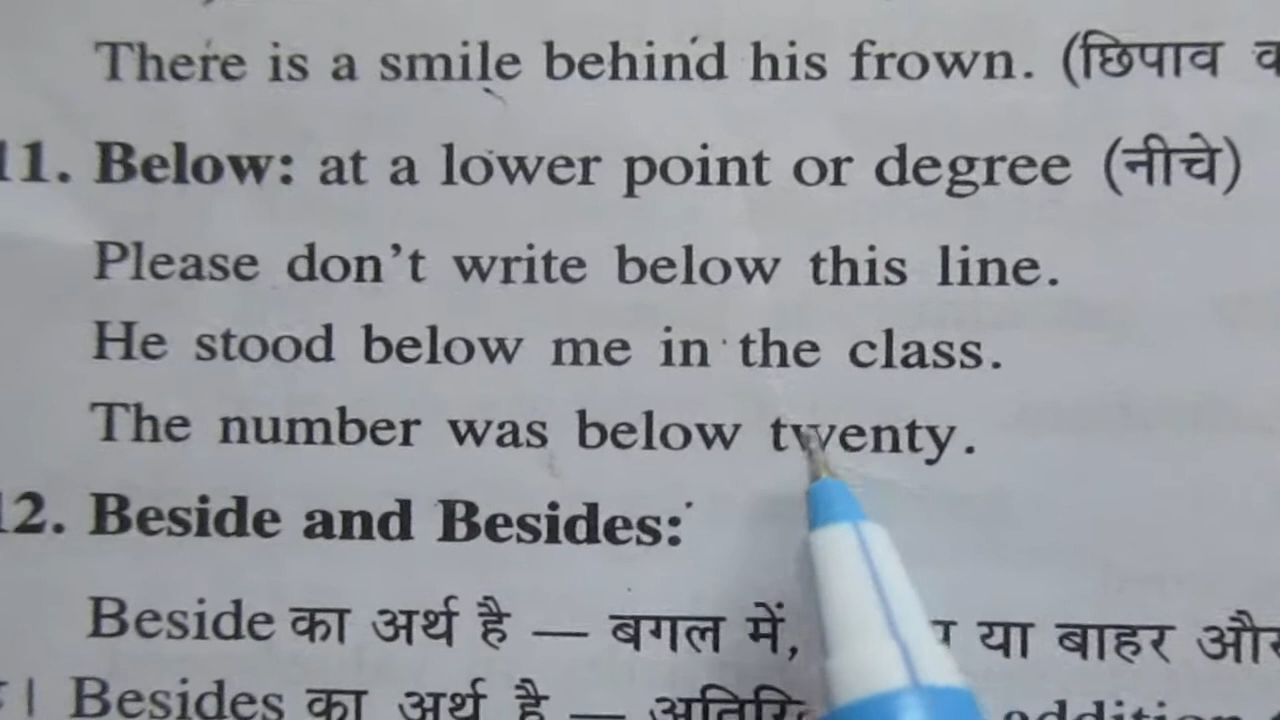 There is a smile behind his frown. (छिपाव
11. Below: at a lower point or degree (नीचे)
Please don't write below this line.
He stood below me in the class.
The number was below twenty.
12. Beside and Besides:
Beside का अर्थ है — बगल में, या बाहर और
। Besides का अर्थ है — addition